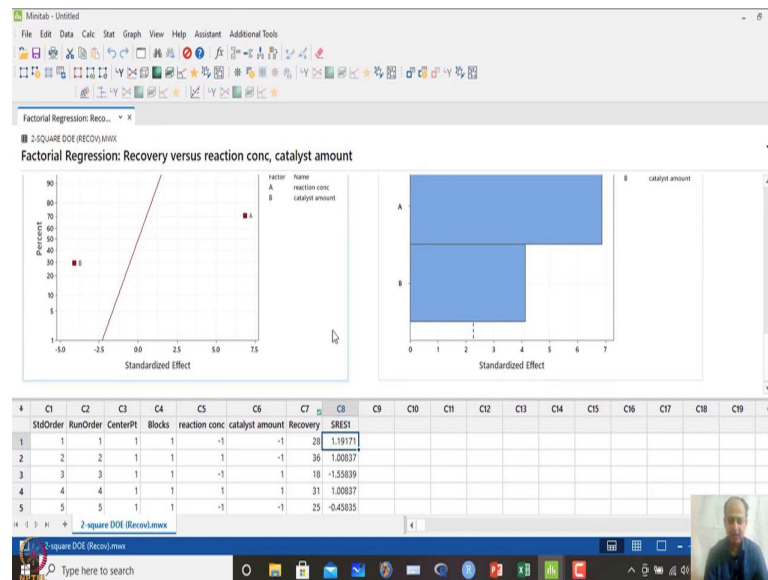 Minitab - Untitled
File Edit Data Calc Stat Graph View Help Assistant Additional Tools
Factorial Regression: Reco...
2-SQUARE DOE (RECOV).MWX
Factorial Regression: Recovery versus reaction conc, catalyst amount
Percent
90
80
70
60
50
40
30
20
10
5
1
A
B
-5.0 -2.5 0.0 2.5 5.0 7.5
Standardized Effect
Factor Name
A reaction conc
B catalyst amount
A
B
0 1 2 3 4 5 6 7
Standardized Effect
B catalyst amount
C1 C2 C3 C4 C5 C6 C7 C8 C9 C10 C11 C12 C13 C14 C15 C16 C17 C18 C19
StdOrder RunOrder CenterPt Blocks reaction conc catalyst amount Recovery SRES1
1 1 1 1 1 -1 -1 28 1.19171
2 2 2 1 1 1 -1 36 1.00837
3 3 3 1 1 -1 1 18 -1.55839
4 4 4 1 1 1 1 31 1.00837
5 5 5 1 1 -1 -1 25 -0.45835
2-square DOE (Recov).mwx
2-square DOE (Recov).mwx
Type here to search
NPTEL